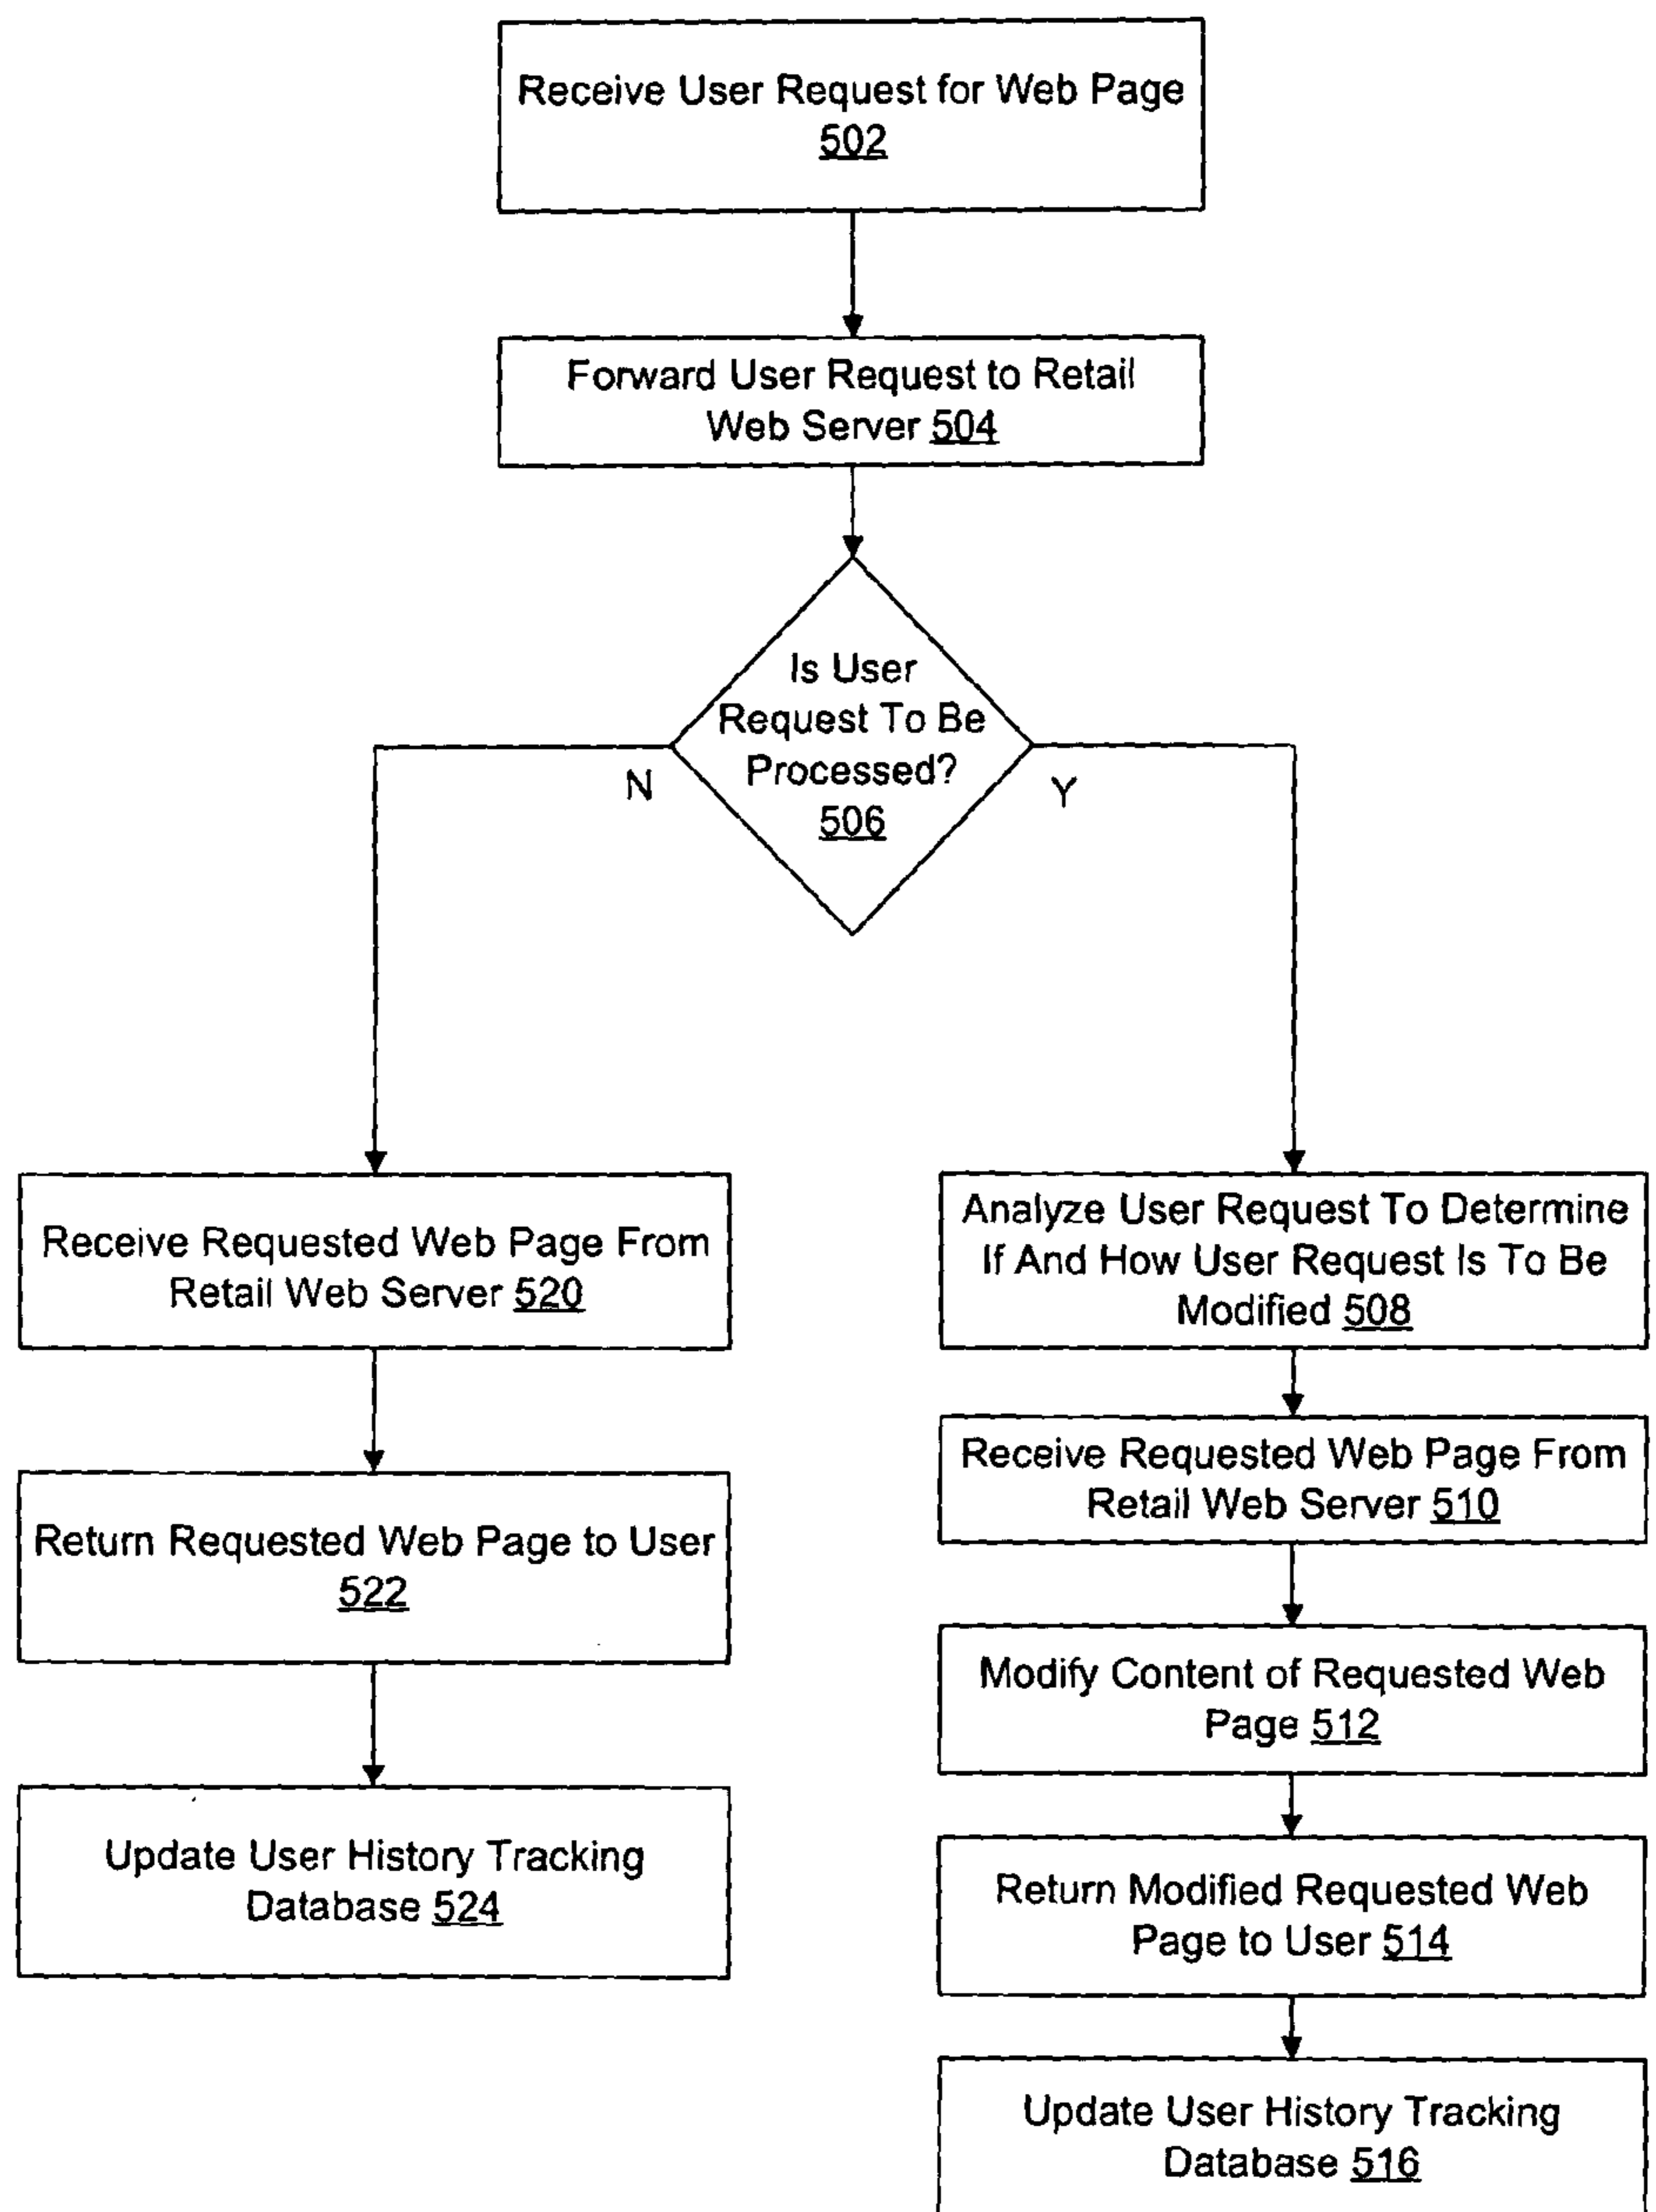 Receive User Request for Web Page
502
Forward User Request to Retail
Web Server 504
Is User
Request To Be
Processed?
506
N
Y
Receive Requested Web Page From
Retail Web Server 520
Return Requested Web Page to User
522
Update User History Tracking
Database 524
Analyze User Request To Determine
If And How User Request Is To Be
Modified 508
Receive Requested Web Page From
Retail Web Server 510
Modify Content of Requested Web
Page 512
Return Modified Requested Web
Page to User 514
Update User History Tracking
Database 516